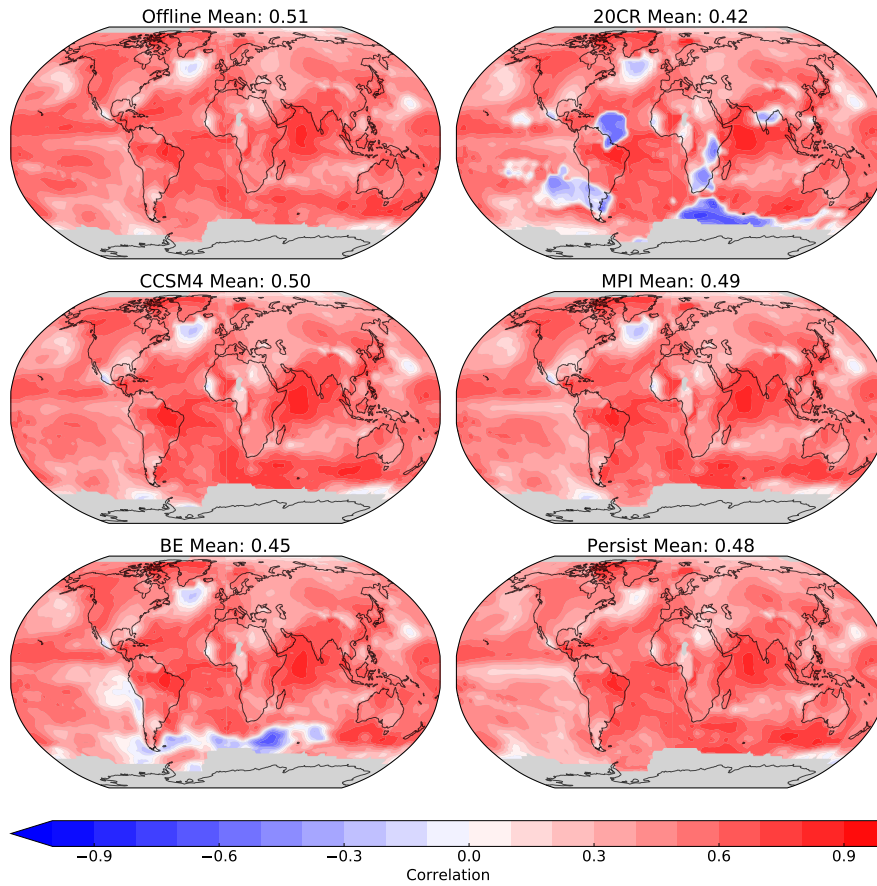 Offline Mean: 0.51
20CR Mean: 0.42
CCSM4 Mean: 0.50
MPI Mean: 0.49
BE Mean: 0.45
Persist Mean: 0.48
−0.9 −0.6 −0.3 0.0 0.3 0.6 0.9
Correlation